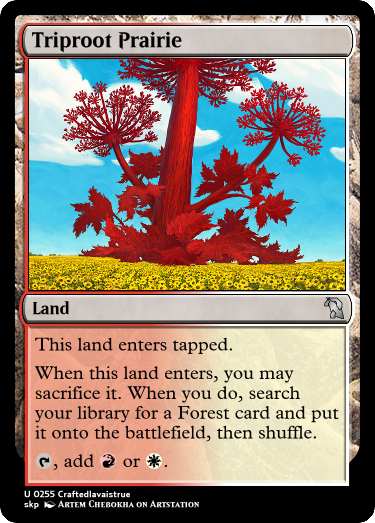 Triproot Prairie
Land
This land enters tapped.
When this land enters, you may
sacrifice it. When you do, search
your library for a Forest card and put
it onto the battlefield, then shuffle.
, add or .
U 0255 Craftedlavaistrue
skp Artem Chebokha on Artstation